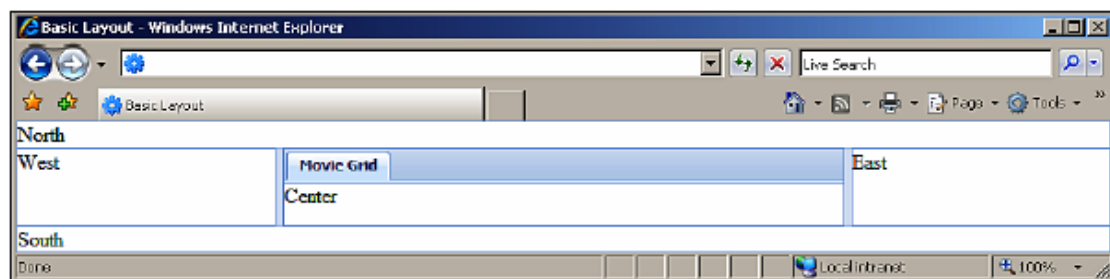 Basic Layout - Windows Internet Explorer
Live Search
Basic Layout
Page
Tools
North
West
Movie Grid
East
Center
South
Done
Local intranet
100%